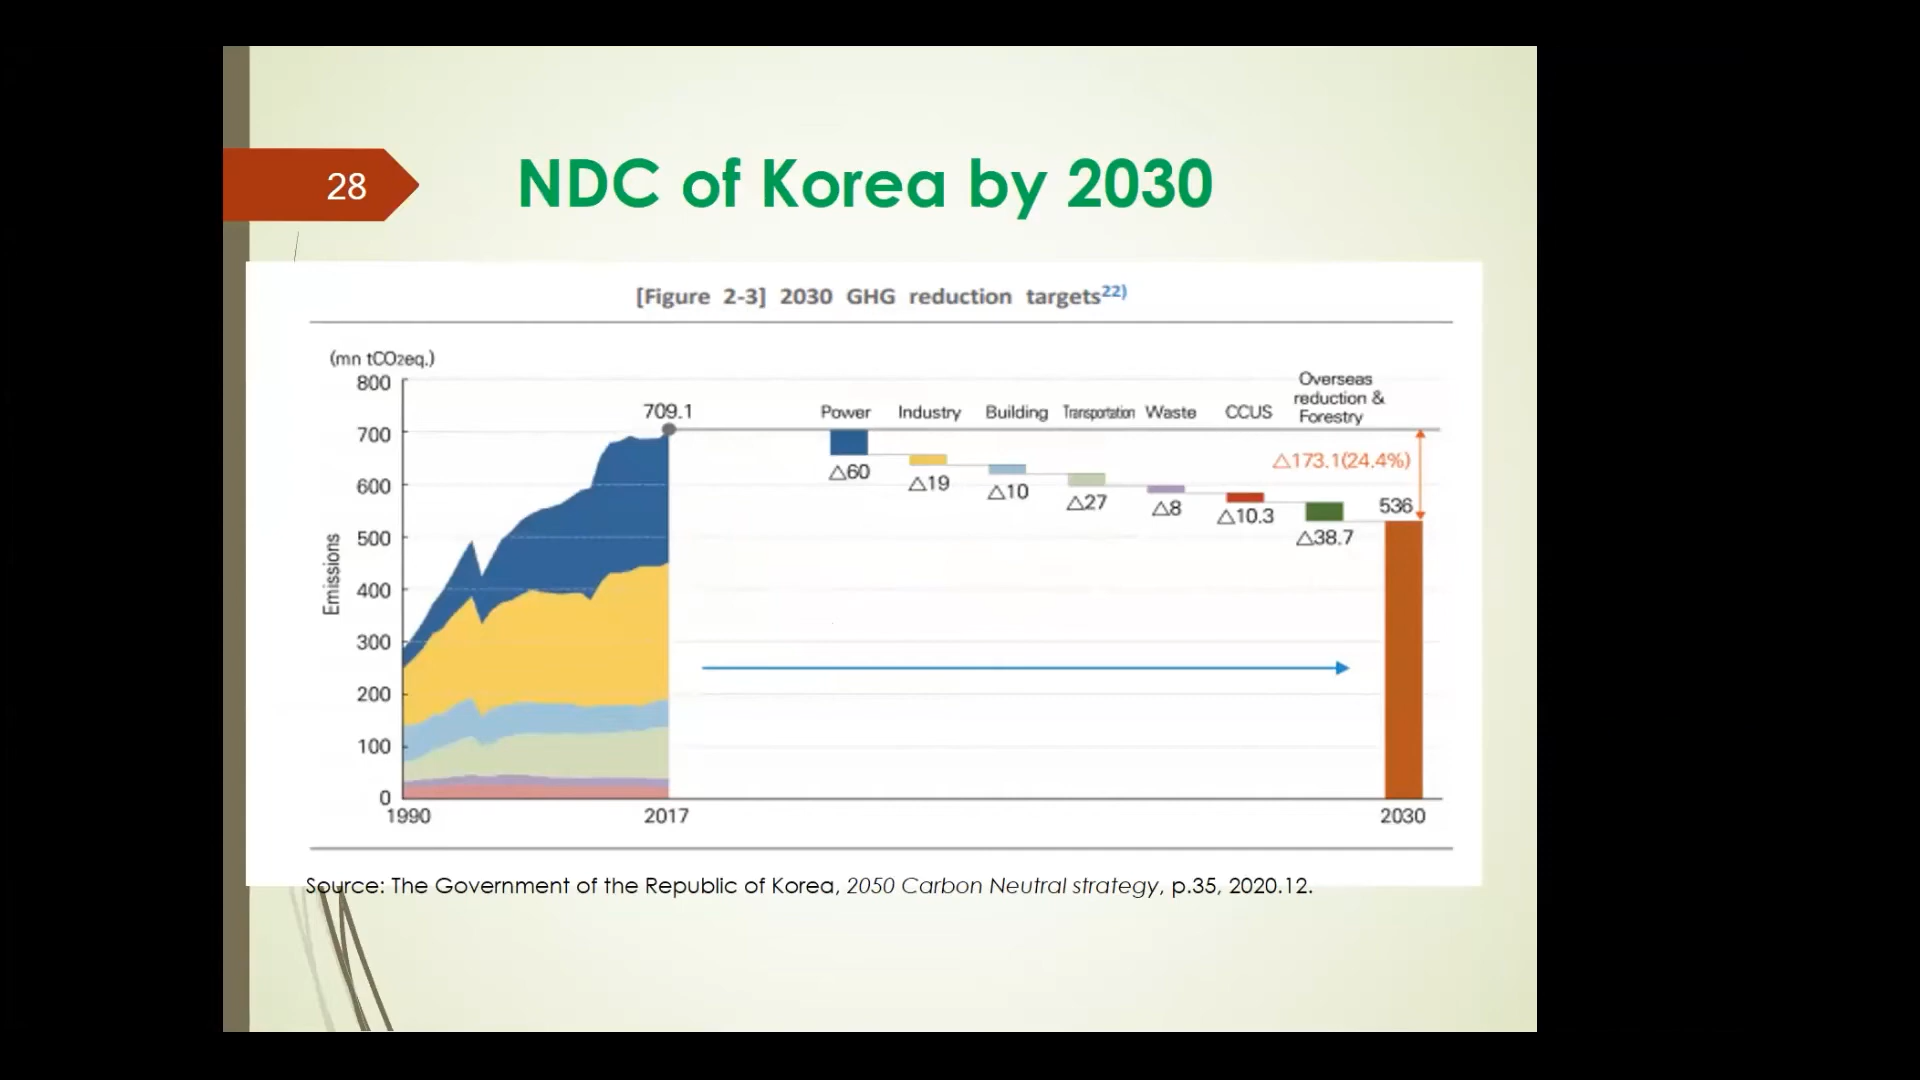 28
NDC of Korea by 2030
[Figure 2-3] 2030 GHG reduction targets22)
(mn tCO2eq.)
800
700
600
500
400
300
200
100
0
Emissions
1990
2017
2030
709.1
Power
Industry
Building
Transportation
Waste
CCUS
Overseas
reduction &
Forestry
△60
△19
△10
△27
△8
△10.3
△38.7
△173.1(24.4%)
536
Source: The Government of the Republic of Korea, 2050 Carbon Neutral strategy, p.35, 2020.12.